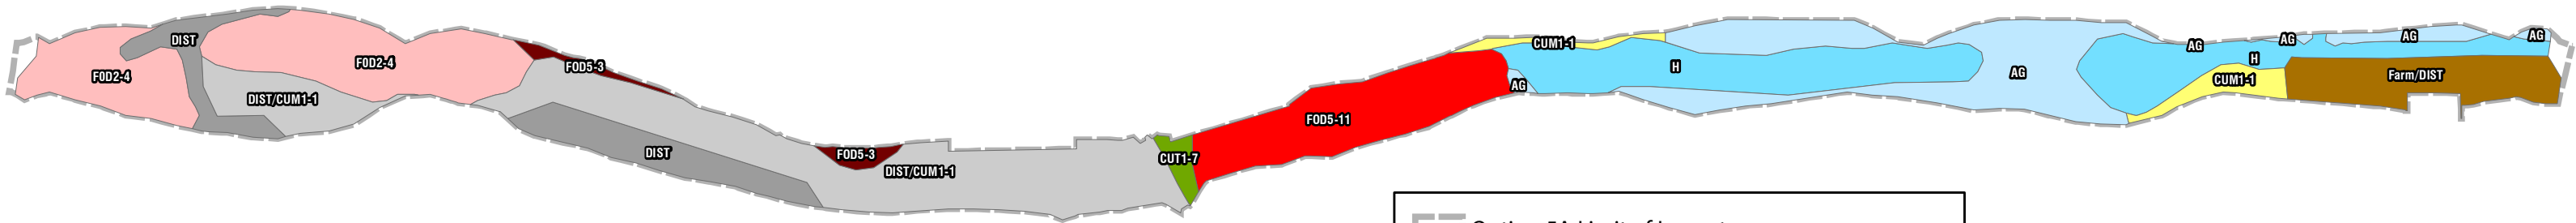 DIST
FOD2-4
FOD2-4
DIST/CUM1-1
FOD5-3
DIST
FOD5-3
DIST/CUM1-1
CUT1-7
FOD5-11
CUM1-1
AG
H
AG
AG
H
CUM1-1
AG
AG
AG
Farm/DIST